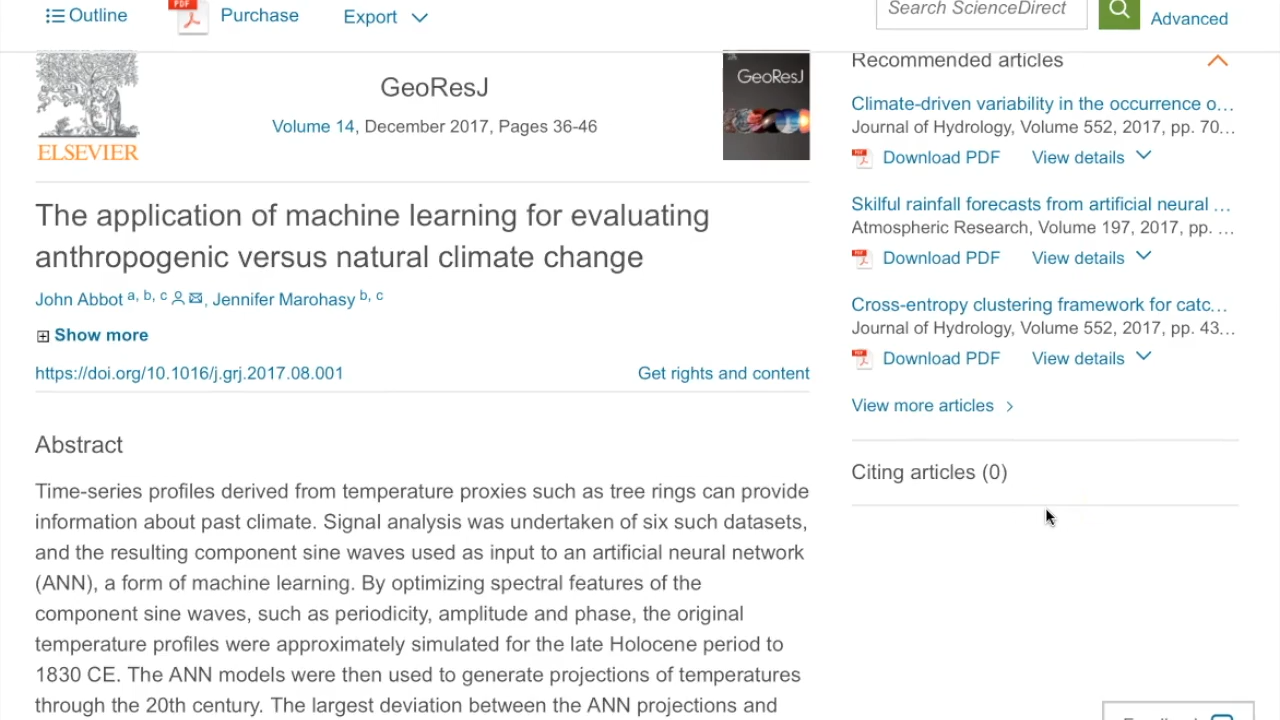 Outline
PDF
Purchase
Export
Search ScienceDirect
Advanced
ELSEVIER
GeoResJ
Volume 14, December 2017, Pages 36-46
GeoResJ
The application of machine learning for evaluating
anthropogenic versus natural climate change
John Abbot a, b, c , Jennifer Marohasy b, c
Show more
https://doi.org/10.1016/j.grj.2017.08.001
Get rights and content
Abstract
Time-series profiles derived from temperature proxies such as tree rings can provide
information about past climate. Signal analysis was undertaken of six such datasets,
and the resulting component sine waves used as input to an artificial neural network
(ANN), a form of machine learning. By optimizing spectral features of the
component sine waves, such as periodicity, amplitude and phase, the original
temperature profiles were approximately simulated for the late Holocene period to
1830 CE. The ANN models were then used to generate projections of temperatures
through the 20th century. The largest deviation between the ANN projections and
Recommended articles
Climate-driven variability in the occurrence o...
Journal of Hydrology, Volume 552, 2017, pp. 70...
PDF
Download PDF
View details
Skilful rainfall forecasts from artificial neural ...
Atmospheric Research, Volume 197, 2017, pp. ...
PDF
Download PDF
View details
Cross-entropy clustering framework for catc...
Journal of Hydrology, Volume 552, 2017, pp. 43...
PDF
Download PDF
View details
View more articles
Citing articles (0)